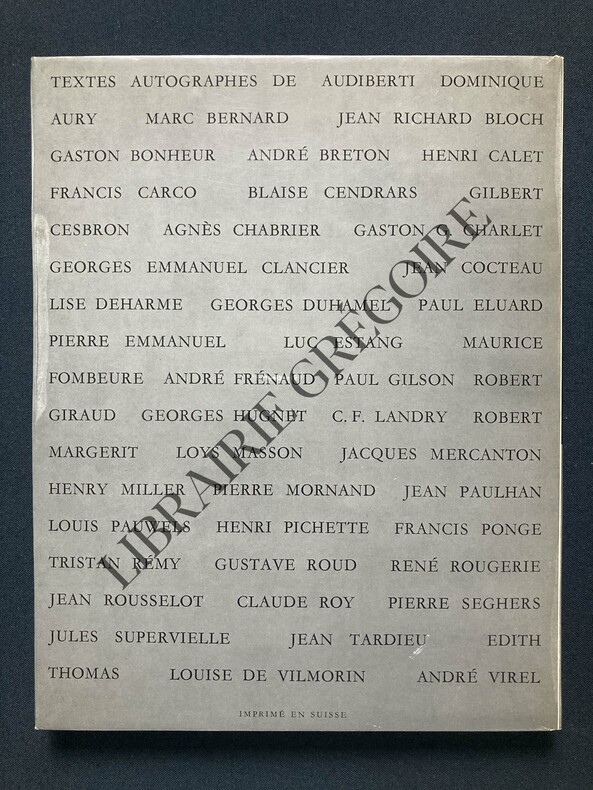 TEXTES AUTOGRAPHES DE AUDIBERTI DOMINIQUE
AURY MARC BERNARD JEAN RICHARD BLOCH
GASTON BONHEUR ANDRÉ BRETON HENRI CALET
FRANCIS CARCO BLAISE CENDRARS GILBERT
CESBRON AGNÈS CHABRIER GASTON G. CHARLET
GEORGES EMMANUEL CLANCIER JEAN COCTEAU
LISE DEHARME GEORGES DUHAMEL PAUL ELUARD
PIERRE EMMANUEL LUC ESTANG MAURICE
FOMBEURE ANDRÉ FRÉNAUD PAUL GILSON ROBERT
GIRAUD GEORGES HUGNET C. F. LANDRY ROBERT
MARGERIT LOYS MASSON JACQUES MERCANTON
HENRY MILLER PIERRE MORNAND JEAN PAULHAN
LOUIS PAUWELS HENRI PICHETTE FRANCIS PONGE
TRISTAN RÉMY GUSTAVE ROUD RENÉ ROUGERIE
JEAN ROUSSELOT CLAUDE ROY PIERRE SEGHERS
JULES SUPERVIELLE JEAN TARDIEU EDITH
THOMAS LOUISE DE VILMORIN ANDRÉ VIREL
IMPRIMÉ EN SUISSE
LIBRAIRIE GRÉGOIRE